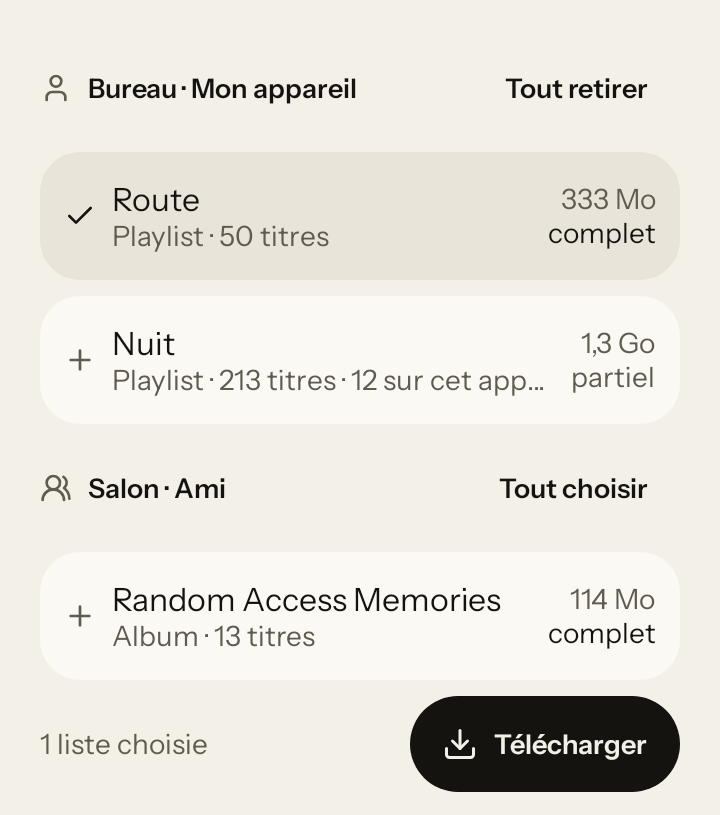 Bureau · Mon appareil
Tout retirer
Route
333 Mo
Playlist · 50 titres
complet
Nuit
1,3 Go
Playlist · 213 titres · 12 sur cet app...
partiel
Salon · Ami
Tout choisir
Random Access Memories
114 Mo
Album · 13 titres
complet
1 liste choisie
Télécharger